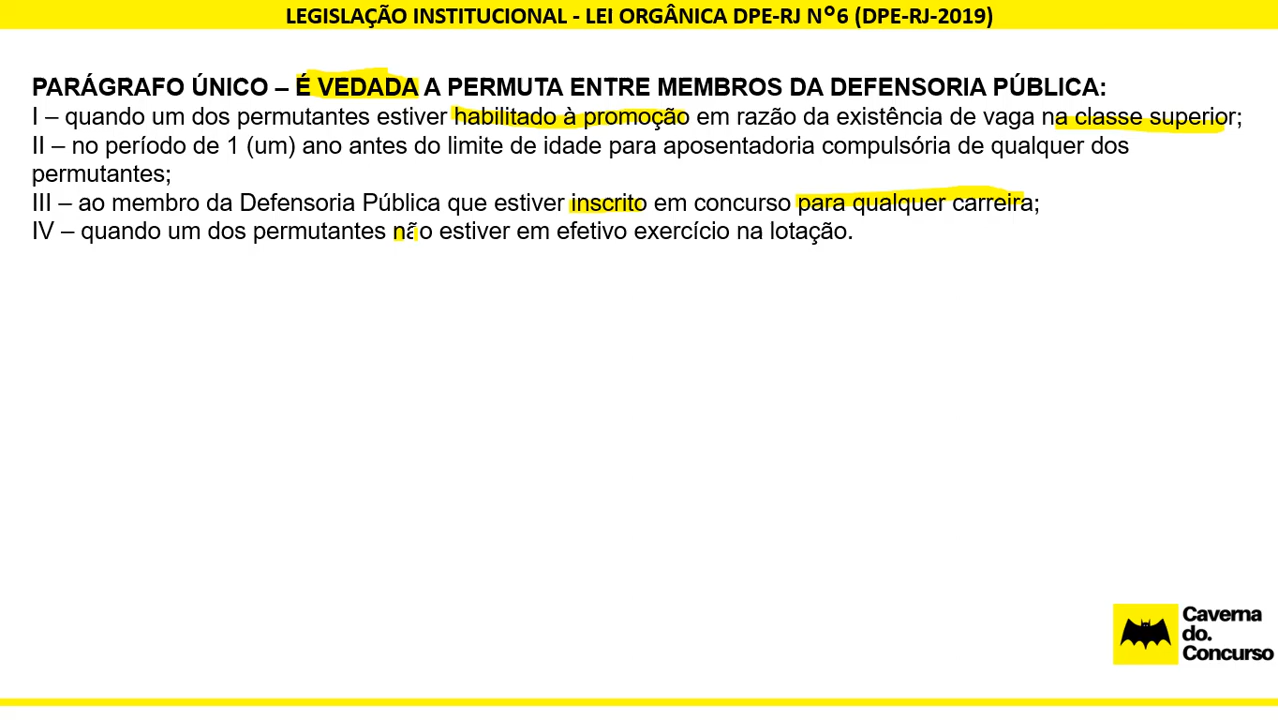 LEGISLAÇÃO INSTITUCIONAL - LEI ORGÂNICA DPE-RJ Nº6 (DPE-RJ-2019)
PARÁGRAFO ÚNICO – É VEDADA A PERMUTA ENTRE MEMBROS DA DEFENSORIA PÚBLICA:
I – quando um dos permutantes estiver habilitado à promoção em razão da existência de vaga na classe superior;
II – no período de 1 (um) ano antes do limite de idade para aposentadoria compulsória de qualquer dos
permutantes;
III – ao membro da Defensoria Pública que estiver inscrito em concurso para qualquer carreira;
IV – quando um dos permutantes não estiver em efetivo exercício na lotação.
Caverna
do.
Concurso